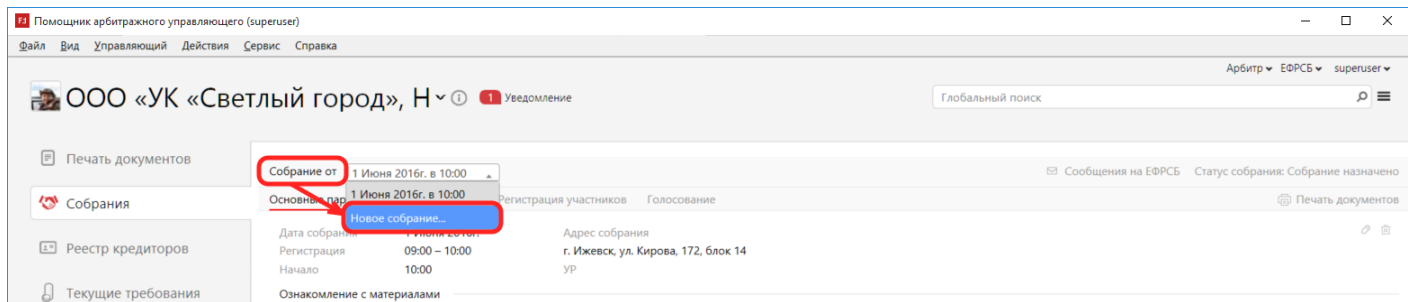 Помощник арбитражного управляющего (superuser)
Файл Вид Управляющий Действия Сервис Справка
Арбитр ЕФРСБ superuser
ООО «УК «Светлый город», Н 1 Уведомление Глобальный поиск
Печать документов
Собрание от 1 Июня 2016г. в 10:00 Сообщения на ЕФРСБ Статус собрания: Собрание назначено
Собрания
1 Июня 2016г. в 10:00
Основные пар Регистрация участников Голосование Печать документов
Новое собрание...
Дата собрания 1 Июня 2016г. Адрес собрания
Реестр кредиторов
Регистрация 09:00 – 10:00 г. Ижевск, ул. Кирова, 172, блок 14
Начало 10:00 УР
Текущие требования
Ознакомление с материалами